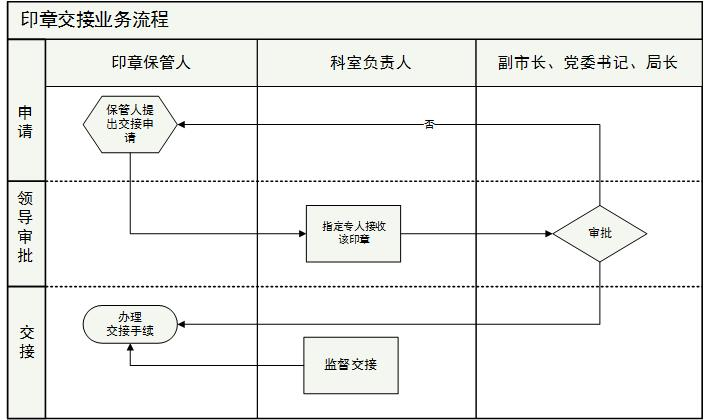 印章交接业务流程
印章保管人
科室负责人
副市长、党委书记、局长
申
请
保管人提
出交接申
请
否
领
导
审
批
指定专人接收
该印章
审批
交
接
办理
交接手续
监督交接